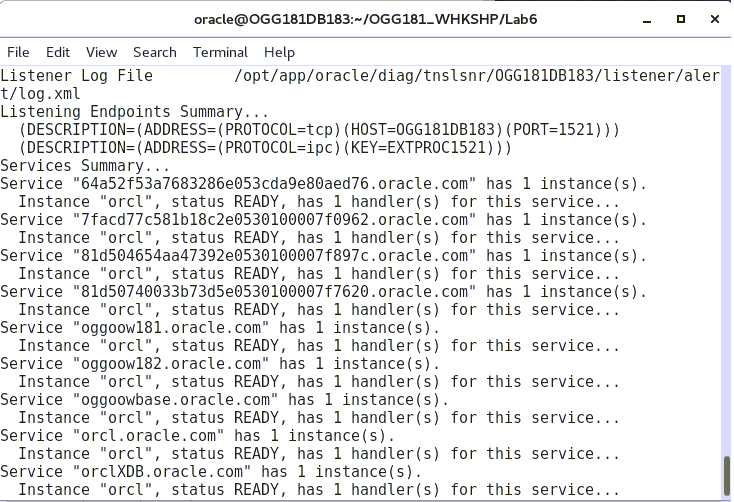 oracle@OGG181DB183:~/OGG181_WHKSHP/Lab6
File Edit View Search Terminal Help
Listener Log File         /opt/app/oracle/diag/tnslsnr/OGG181DB183/listener/aler
t/log.xml
Listening Endpoints Summary...
  (DESCRIPTION=(ADDRESS=(PROTOCOL=tcp)(HOST=OGG181DB183)(PORT=1521)))
  (DESCRIPTION=(ADDRESS=(PROTOCOL=ipc)(KEY=EXTPROC1521)))
Services Summary...
Service "64a52f53a7683286e053cda9e80aed76.oracle.com" has 1 instance(s).
  Instance "orcl", status READY, has 1 handler(s) for this service...
Service "7facd77c581b18c2e0530100007f0962.oracle.com" has 1 instance(s).
  Instance "orcl", status READY, has 1 handler(s) for this service...
Service "81d504654aa47392e0530100007f897c.oracle.com" has 1 instance(s).
  Instance "orcl", status READY, has 1 handler(s) for this service...
Service "81d50740033b73d5e0530100007f7620.oracle.com" has 1 instance(s).
  Instance "orcl", status READY, has 1 handler(s) for this service...
Service "oggoow181.oracle.com" has 1 instance(s).
  Instance "orcl", status READY, has 1 handler(s) for this service...
Service "oggoow182.oracle.com" has 1 instance(s).
  Instance "orcl", status READY, has 1 handler(s) for this service...
Service "oggoowbase.oracle.com" has 1 instance(s).
  Instance "orcl", status READY, has 1 handler(s) for this service...
Service "orcl.oracle.com" has 1 instance(s).
  Instance "orcl", status READY, has 1 handler(s) for this service...
Service "orclXDB.oracle.com" has 1 instance(s).
  Instance "orcl", status READY, has 1 handler(s) for this service...